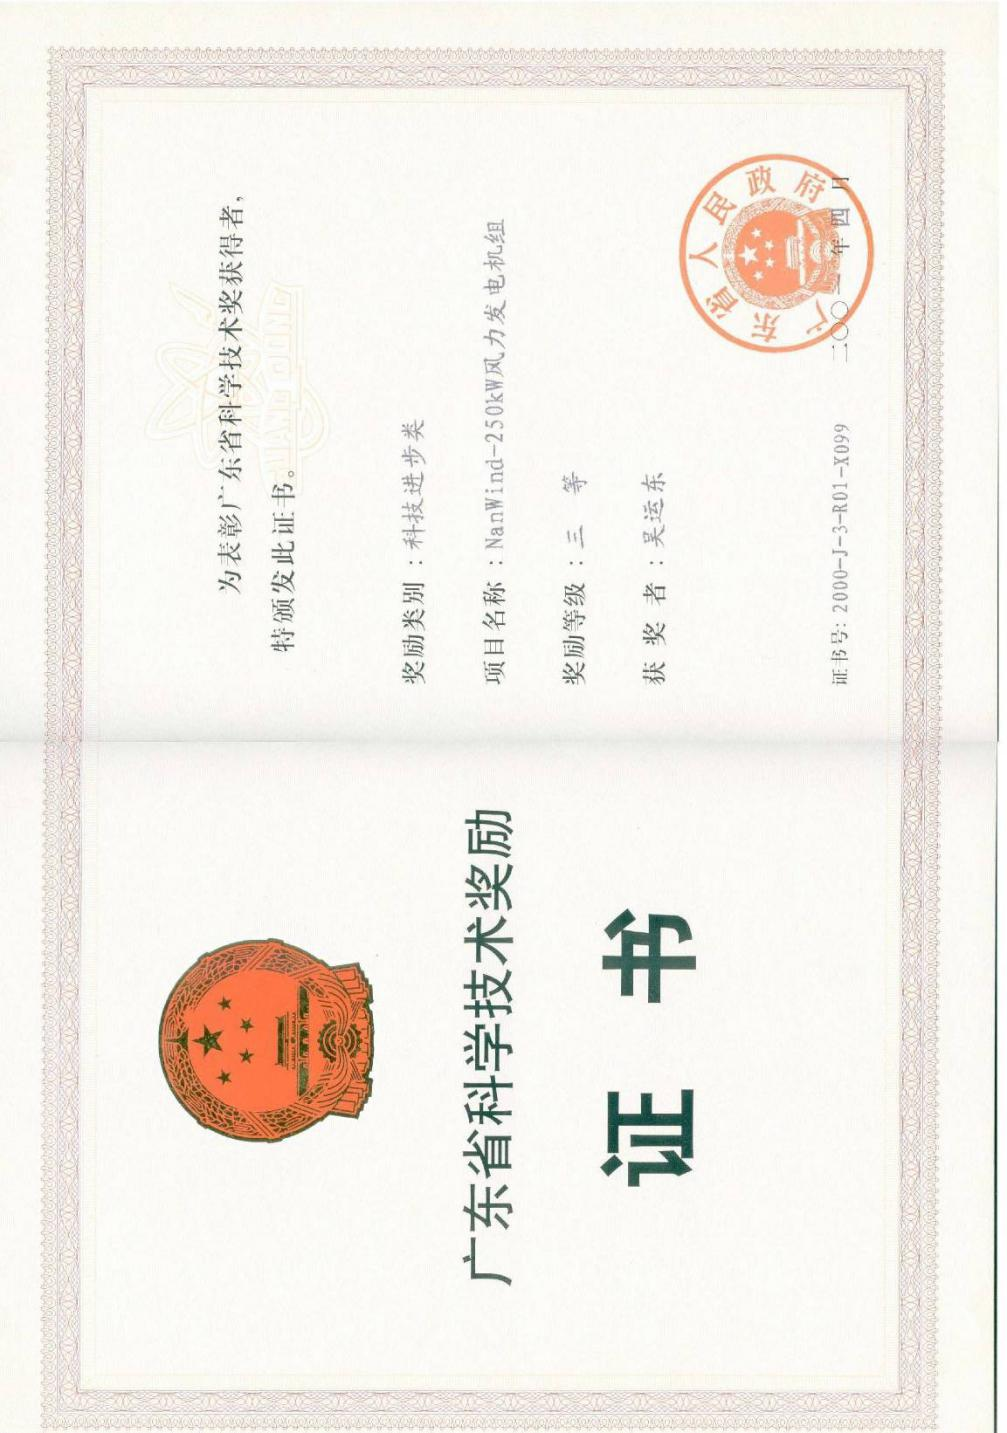 广东省科学技术奖励
证书
为表彰广东省科学技术奖获得者，
特颁发此证书。
奖励类别：科技进步类
项目名称：NanWind-250kW风力发电机组
奖励等级：三 等
获 奖 者：吴运东
证书号: 2000-J-3-R01-X099
二〇〇一年四月
广东省人民政府
GUANGDONG